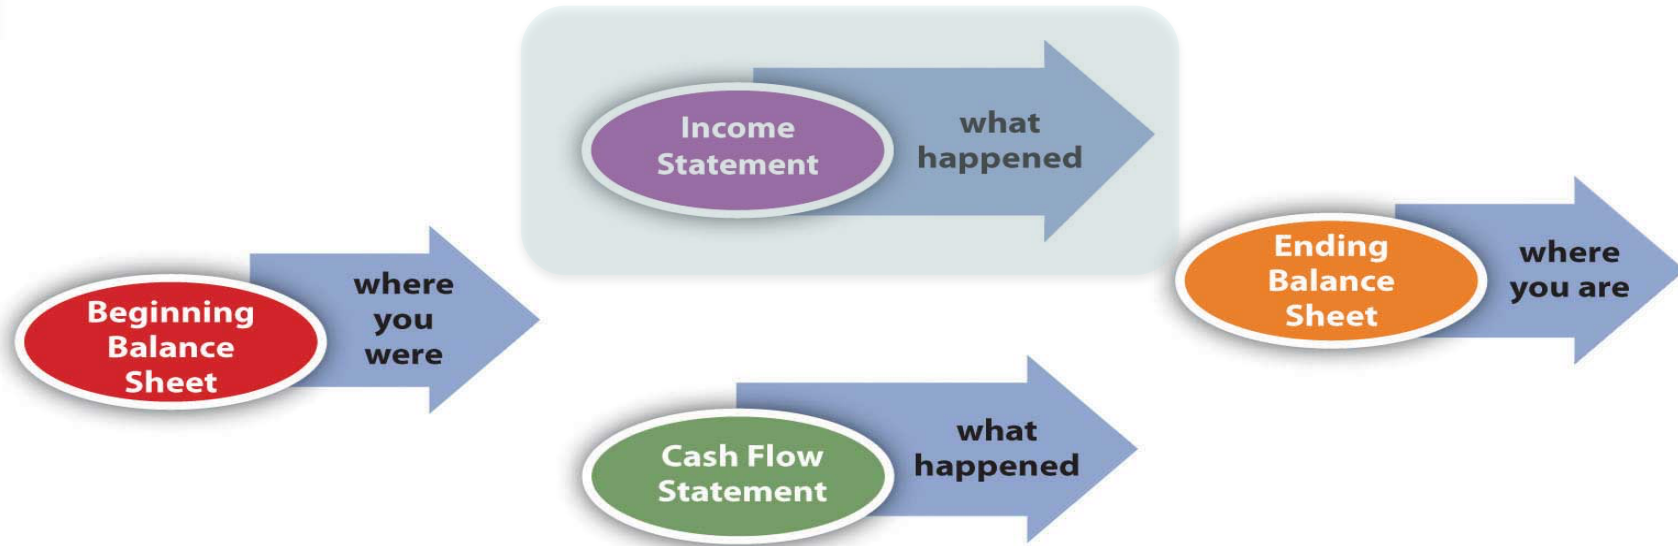 Beginning
Balance
Sheet
where
you
were
Income
Statement
what
happened
Cash Flow
Statement
what
happened
Ending
Balance
Sheet
where
you are